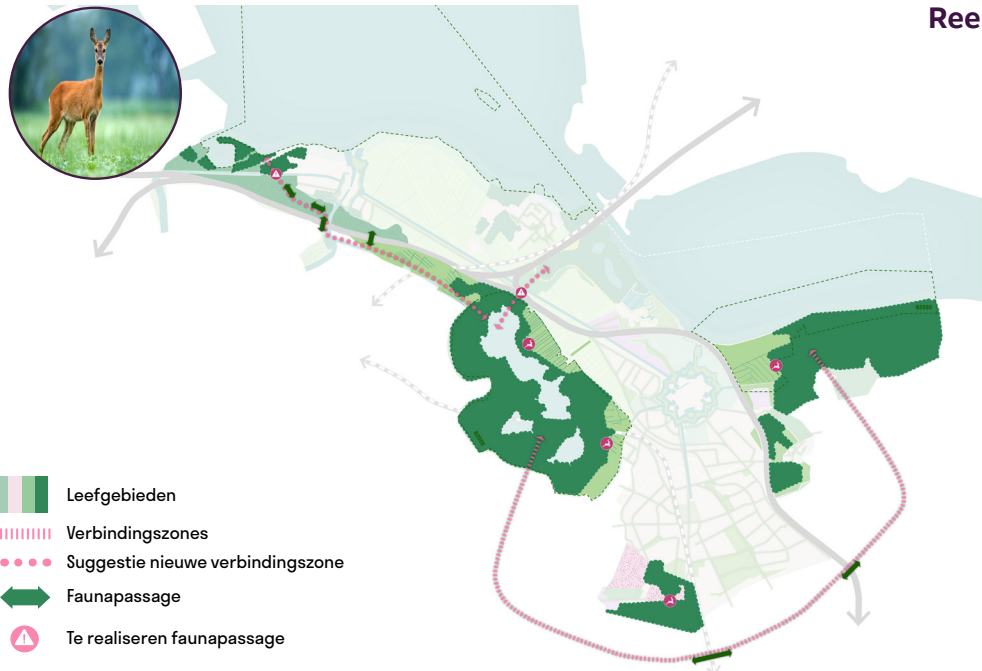 Ree
Leefgebieden
Verbindingszones
Suggestie nieuwe verbindingszone
Faunapassage
Te realiseren faunapassage